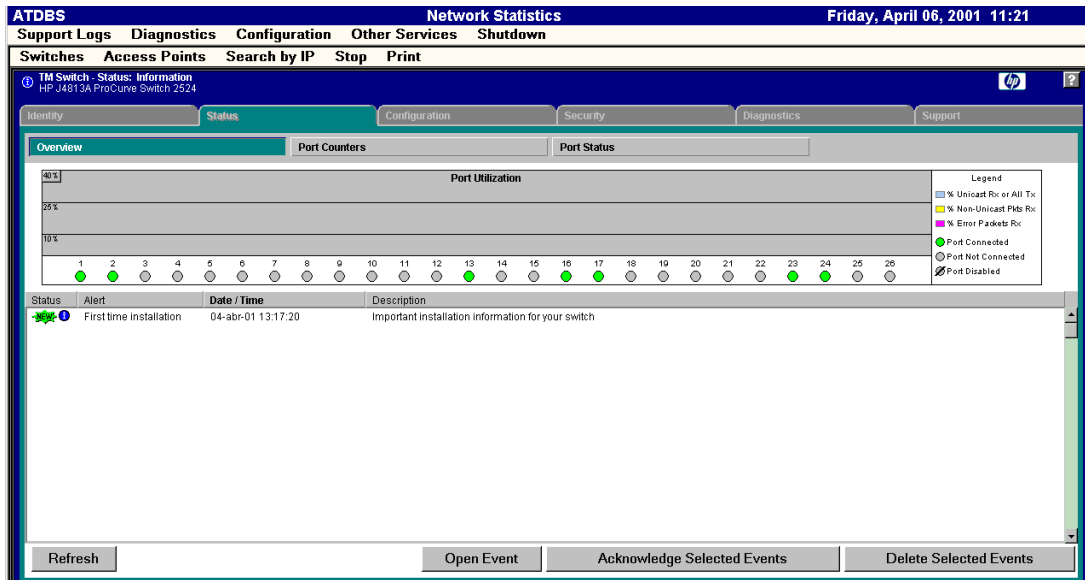 ATDBS Network Statistics Friday, April 06, 2001 11:21
Support Logs Diagnostics Configuration Other Services Shutdown
Switches Access Points Search by IP Stop Print
TM Switch - Status: Information
HP J4813A ProCurve Switch 2524
hp ?
Identity Status Configuration Security Diagnostics Support
Overview Port Counters Port Status
40 % Port Utilization
25 %
10 %
Legend
% Unicast Rx or All Tx
% Non-Unicast Pkts Rx
% Error Packets Rx
Port Connected
Port Not Connected
Port Disabled
1 2 3 4 5 6 7 8 9 10 11 12 13 14 15 16 17 18 19 20 21 22 23 24 25 26
Status Alert Date / Time Description
NEW! First time installation 04-abr-01 13:17:20 Important installation information for your switch
Refresh Open Event Acknowledge Selected Events Delete Selected Events